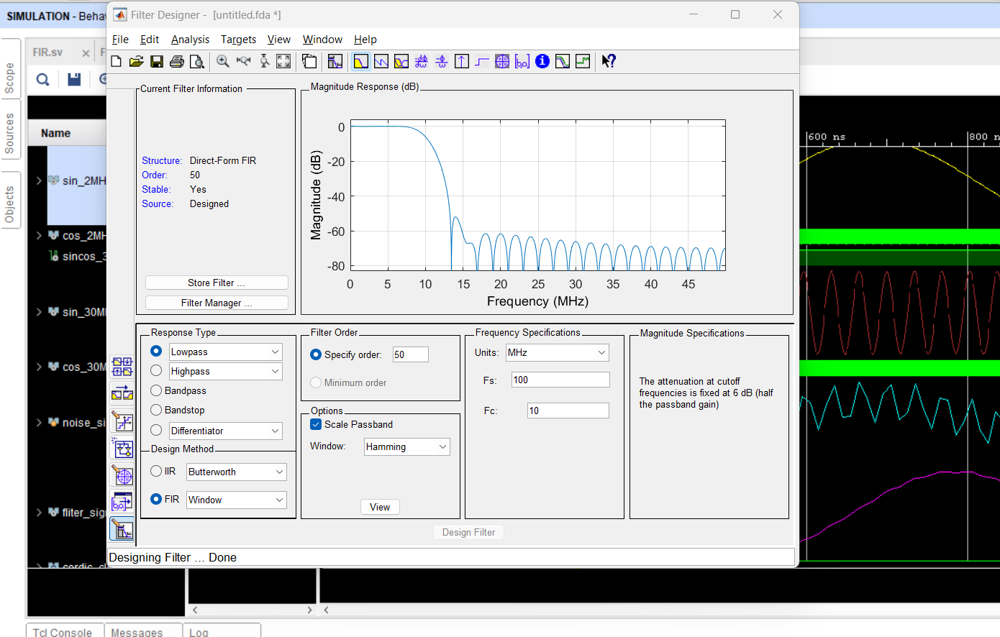 SIMULATION - Beha
Filter Designer - [untitled.fda *]
File Edit Analysis Targets View Window Help
Scope
Sources
Objects
FIR.sv
F
Name
sin_2MH
cos_2MH
sincos_3
sin_30M
cos_30M
noise_si
fliter_sig
Current Filter Information
Structure: Direct-Form FIR
Order: 50
Stable: Yes
Source: Designed
Store Filter ...
Filter Manager ...
Magnitude Response (dB)
Magnitude (dB)
0
-20
-40
-60
-80
0 5 10 15 20 25 30 35 40 45
Frequency (MHz)
600 ns
800 n
Response Type
Lowpass
Highpass
Bandpass
Bandstop
Differentiator
Design Method
IIR Butterworth
FIR Window
Filter Order
Specify order: 50
Minimum order
Options
Scale Passband
Window: Hamming
View
Frequency Specifications
Units: MHz
Fs: 100
Fc: 10
Magnitude Specifications
The attenuation at cutoff
frequencies is fixed at 6 dB (half
the passband gain)
Design Filter
Designing Filter ... Done
Tcl Console Messages Log